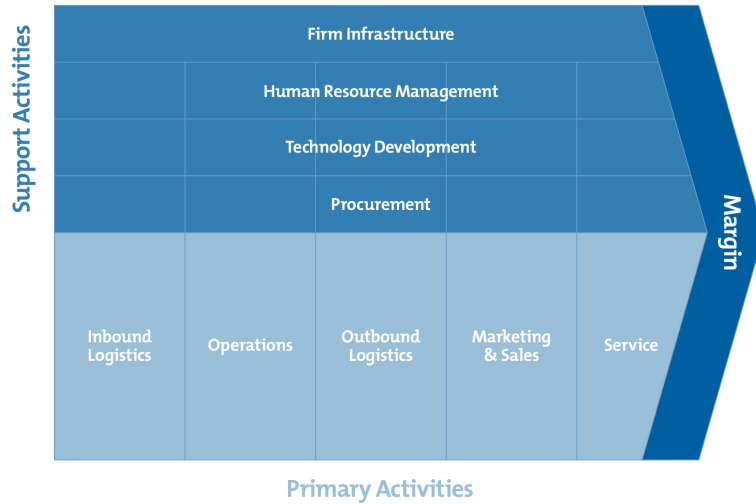 Support Activities
Firm Infrastructure
Human Resource Management
Technology Development
Procurement
Margin
Inbound
Logistics
Operations
Outbound
Logistics
Marketing
& Sales
Service
Primary Activities